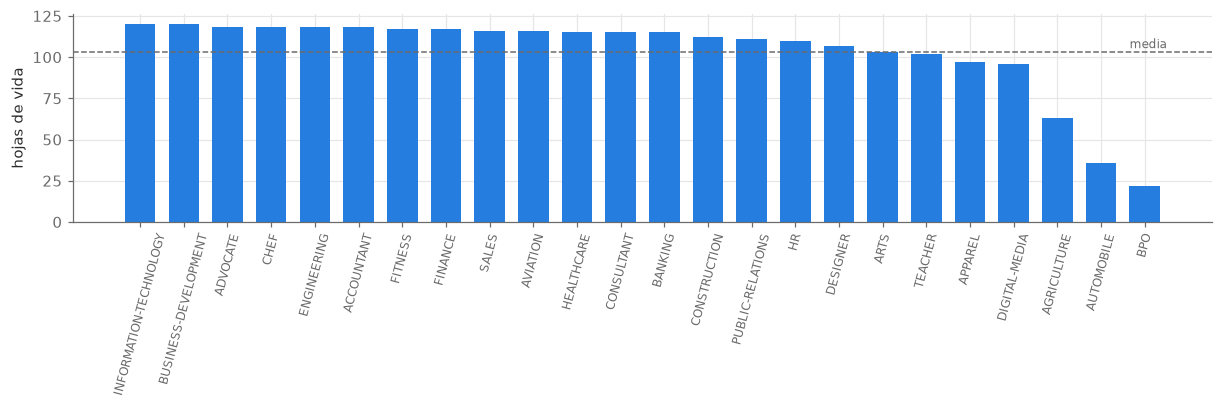 hojas de vida
125
100
75
50
25
0
media
INFORMATION-TECHNOLOGY
BUSINESS-DEVELOPMENT
ADVOCATE
CHEF
ENGINEERING
ACCOUNTANT
FITNESS
FINANCE
SALES
AVIATION
HEALTHCARE
CONSULTANT
BANKING
CONSTRUCTION
PUBLIC-RELATIONS
HR
DESIGNER
ARTS
TEACHER
APPAREL
DIGITAL-MEDIA
AGRICULTURE
AUTOMOBILE
BPO